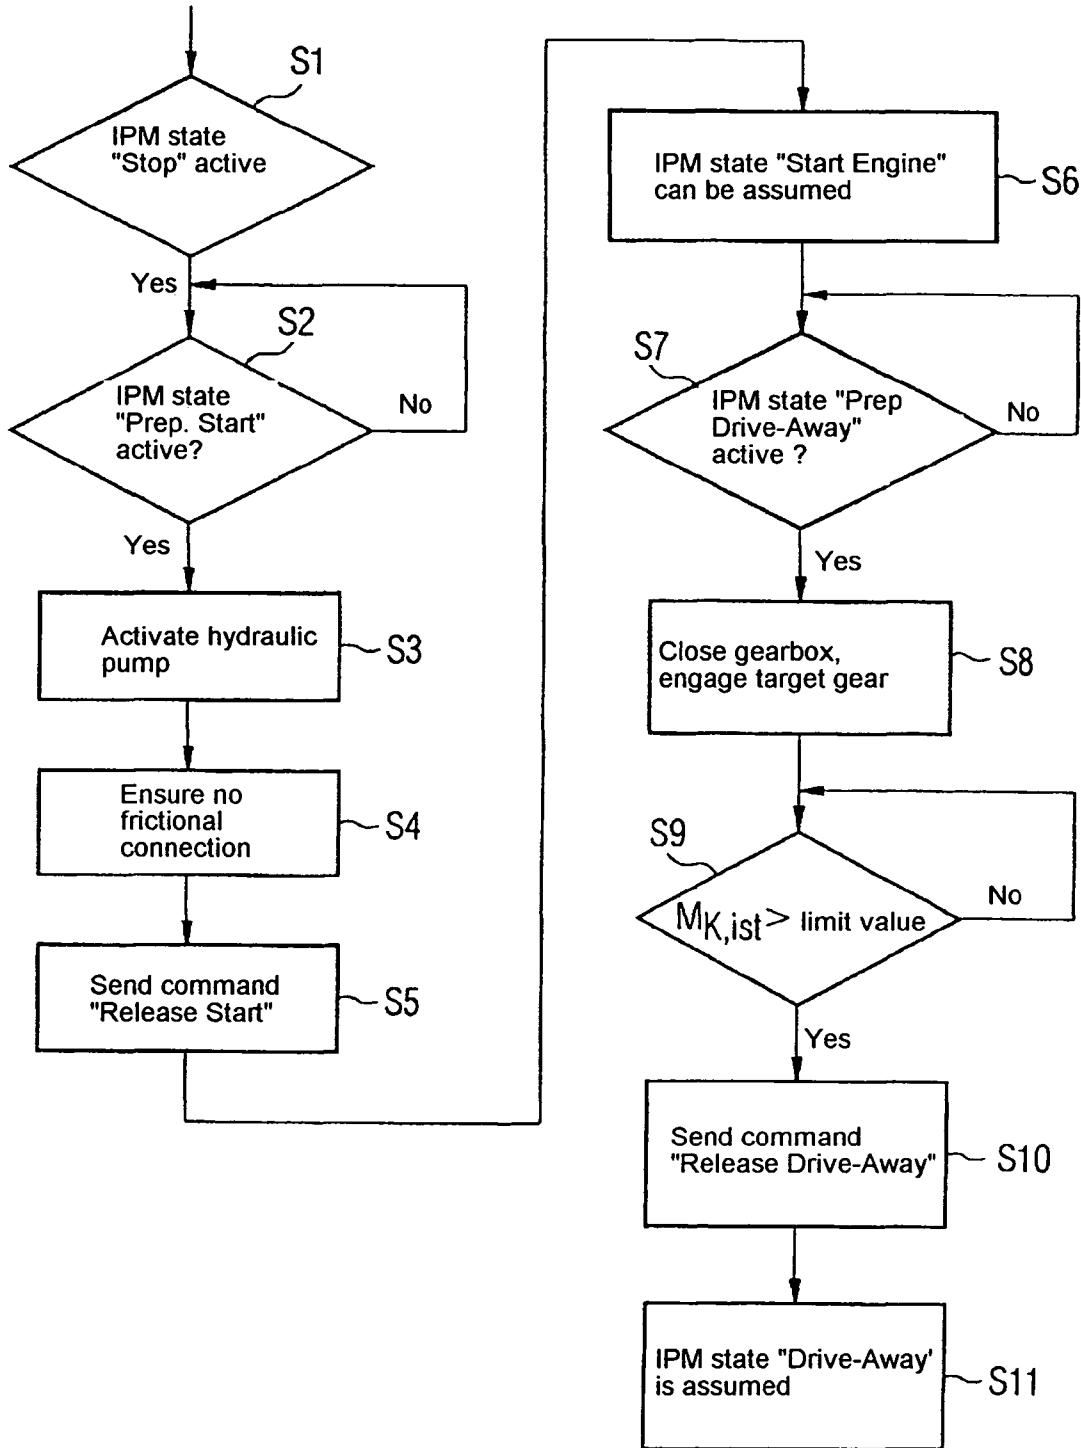 S1
IPM state
"Stop" active
Yes
S2
IPM state
"Prep. Start"
active?
No
Yes
Activate hydraulic
pump
S3
Ensure no
frictional
connection
S4
Send command
"Release Start"
S5
IPM state "Start Engine"
can be assumed
S6
S7
IPM state "Prep
Drive-Away"
active ?
No
Yes
Close gearbox,
engage target gear
S8
S9
MK,ist> limit value
No
Yes
Send command
"Release Drive-Away"
S10
IPM state "Drive-Away'
is assumed
S11